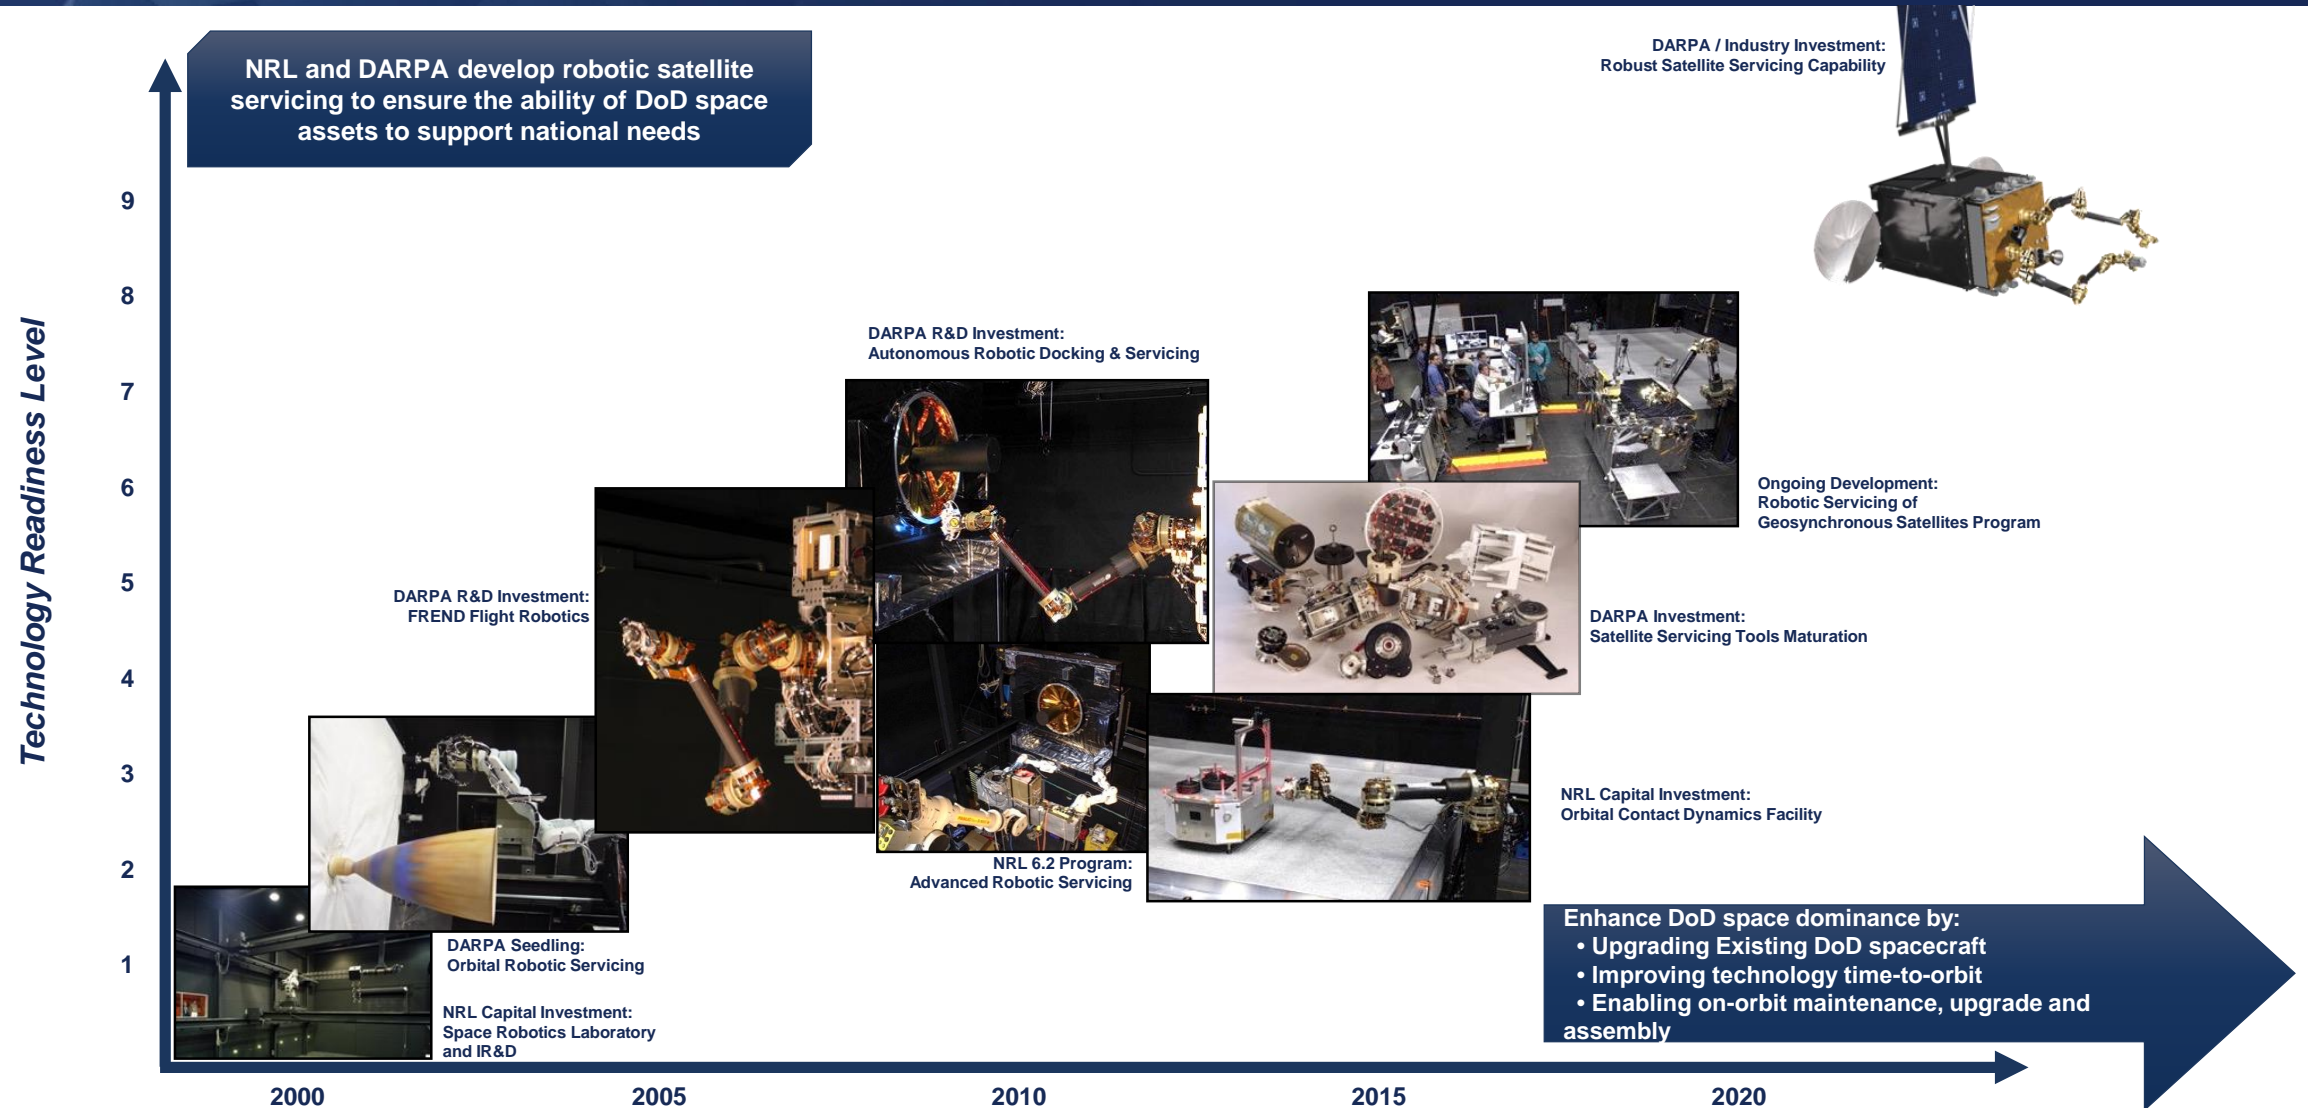 NRL and DARPA develop robotic satellite
servicing to ensure the ability of DoD space
assets to support national needs
DARPA / Industry Investment:
Robust Satellite Servicing Capability
Technology Readiness Level
9
8
7
6
5
4
3
2
1
DARPA R&D Investment:
Autonomous Robotic Docking & Servicing
Ongoing Development:
Robotic Servicing of
Geosynchronous Satellites Program
DARPA R&D Investment:
FREND Flight Robotics
DARPA Investment:
Satellite Servicing Tools Maturation
NRL Capital Investment:
Orbital Contact Dynamics Facility
NRL 6.2 Program:
Advanced Robotic Servicing
DARPA Seedling:
Orbital Robotic Servicing
NRL Capital Investment:
Space Robotics Laboratory
and IR&D
Enhance DoD space dominance by:
• Upgrading Existing DoD spacecraft
• Improving technology time-to-orbit
• Enabling on-orbit maintenance, upgrade and
assembly
2000
2005
2010
2015
2020